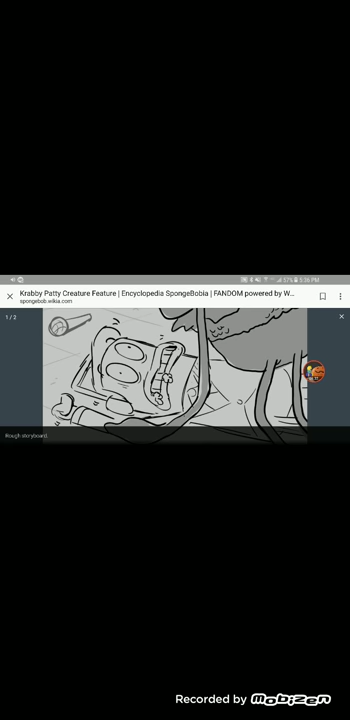 57% 5:36 PM
Krabby Patty Creature Feature | Encyclopedia SpongeBobia | FANDOM powered by W...
spongebob.wikia.com
1 / 2
Rough storyboard.
Recorded by mobizen